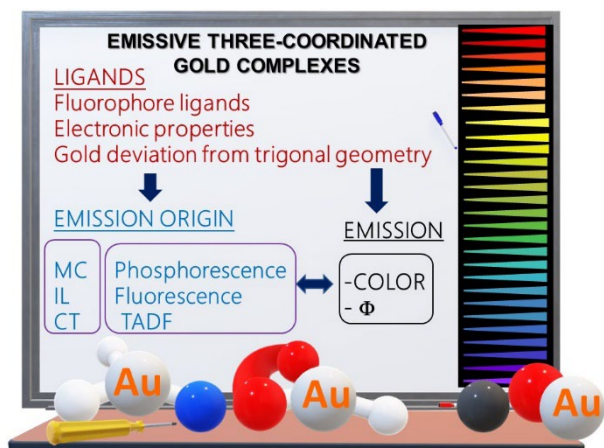 EMISSIVE THREE-COORDINATED
GOLD COMPLEXES
LIGANDS
Fluorophore ligands
Electronic properties
Gold deviation from trigonal geometry
EMISSION ORIGIN
EMISSION
MC
IL
CT
Phosphorescence
Fluorescence
TADF
-COLOR
- Φ
Au
Au
Au